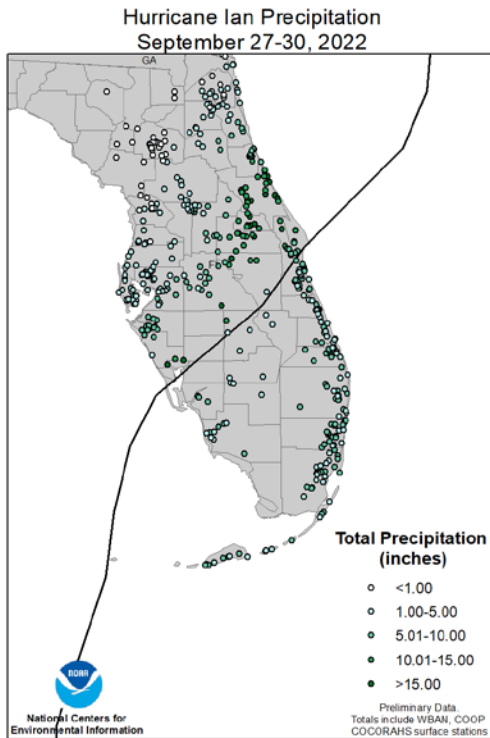 Hurricane Ian Precipitation
September 27-30, 2022
GA
Total Precipitation
(inches)
<1.00
1.00-5.00
5.01-10.00
10.01-15.00
>15.00
NOAA
National Centers for
Environmental Information
Preliminary Data.
Totals include WBAN, COOP
COCORAHS surface stations